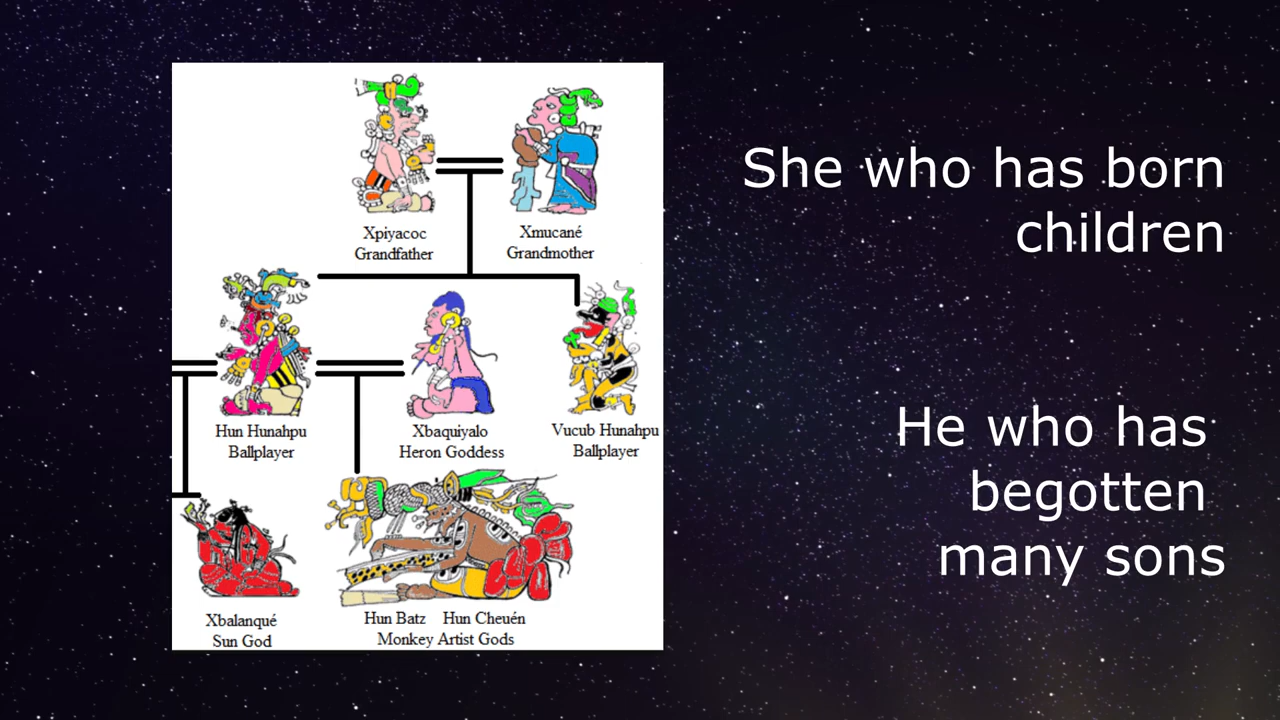 Xpiyacoc
Grandfather
Xmucané
Grandmother
Hun Hunahpu
Ballplayer
Xbaquiyalo
Heron Goddess
Vucub Hunahpu
Ballplayer
Xbalanqué
Sun God
Hun Batz Hun Cheuén
Monkey Artist Gods
She who has born
children
He who has
begotten
many sons